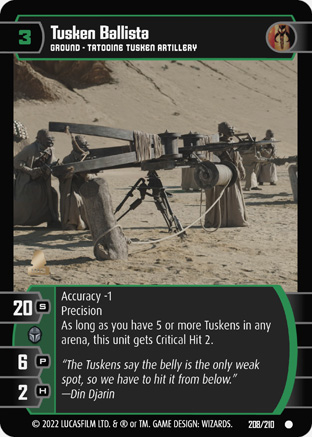 3
Tusken Ballista
GROUND - TATOOINE TUSKEN ARTILLERY
20 S
6 P
2 H
Accuracy -1
Precision
As long as you have 5 or more Tuskens in any
arena, this unit gets Critical Hit 2.
“The Tuskens say the belly is the only weak
spot, so we have to hit it from below.”
—Din Djarin
© 2022 LUCASFILM LTD. & ® or TM. GAME DESIGN: WIZARDS. 208/210